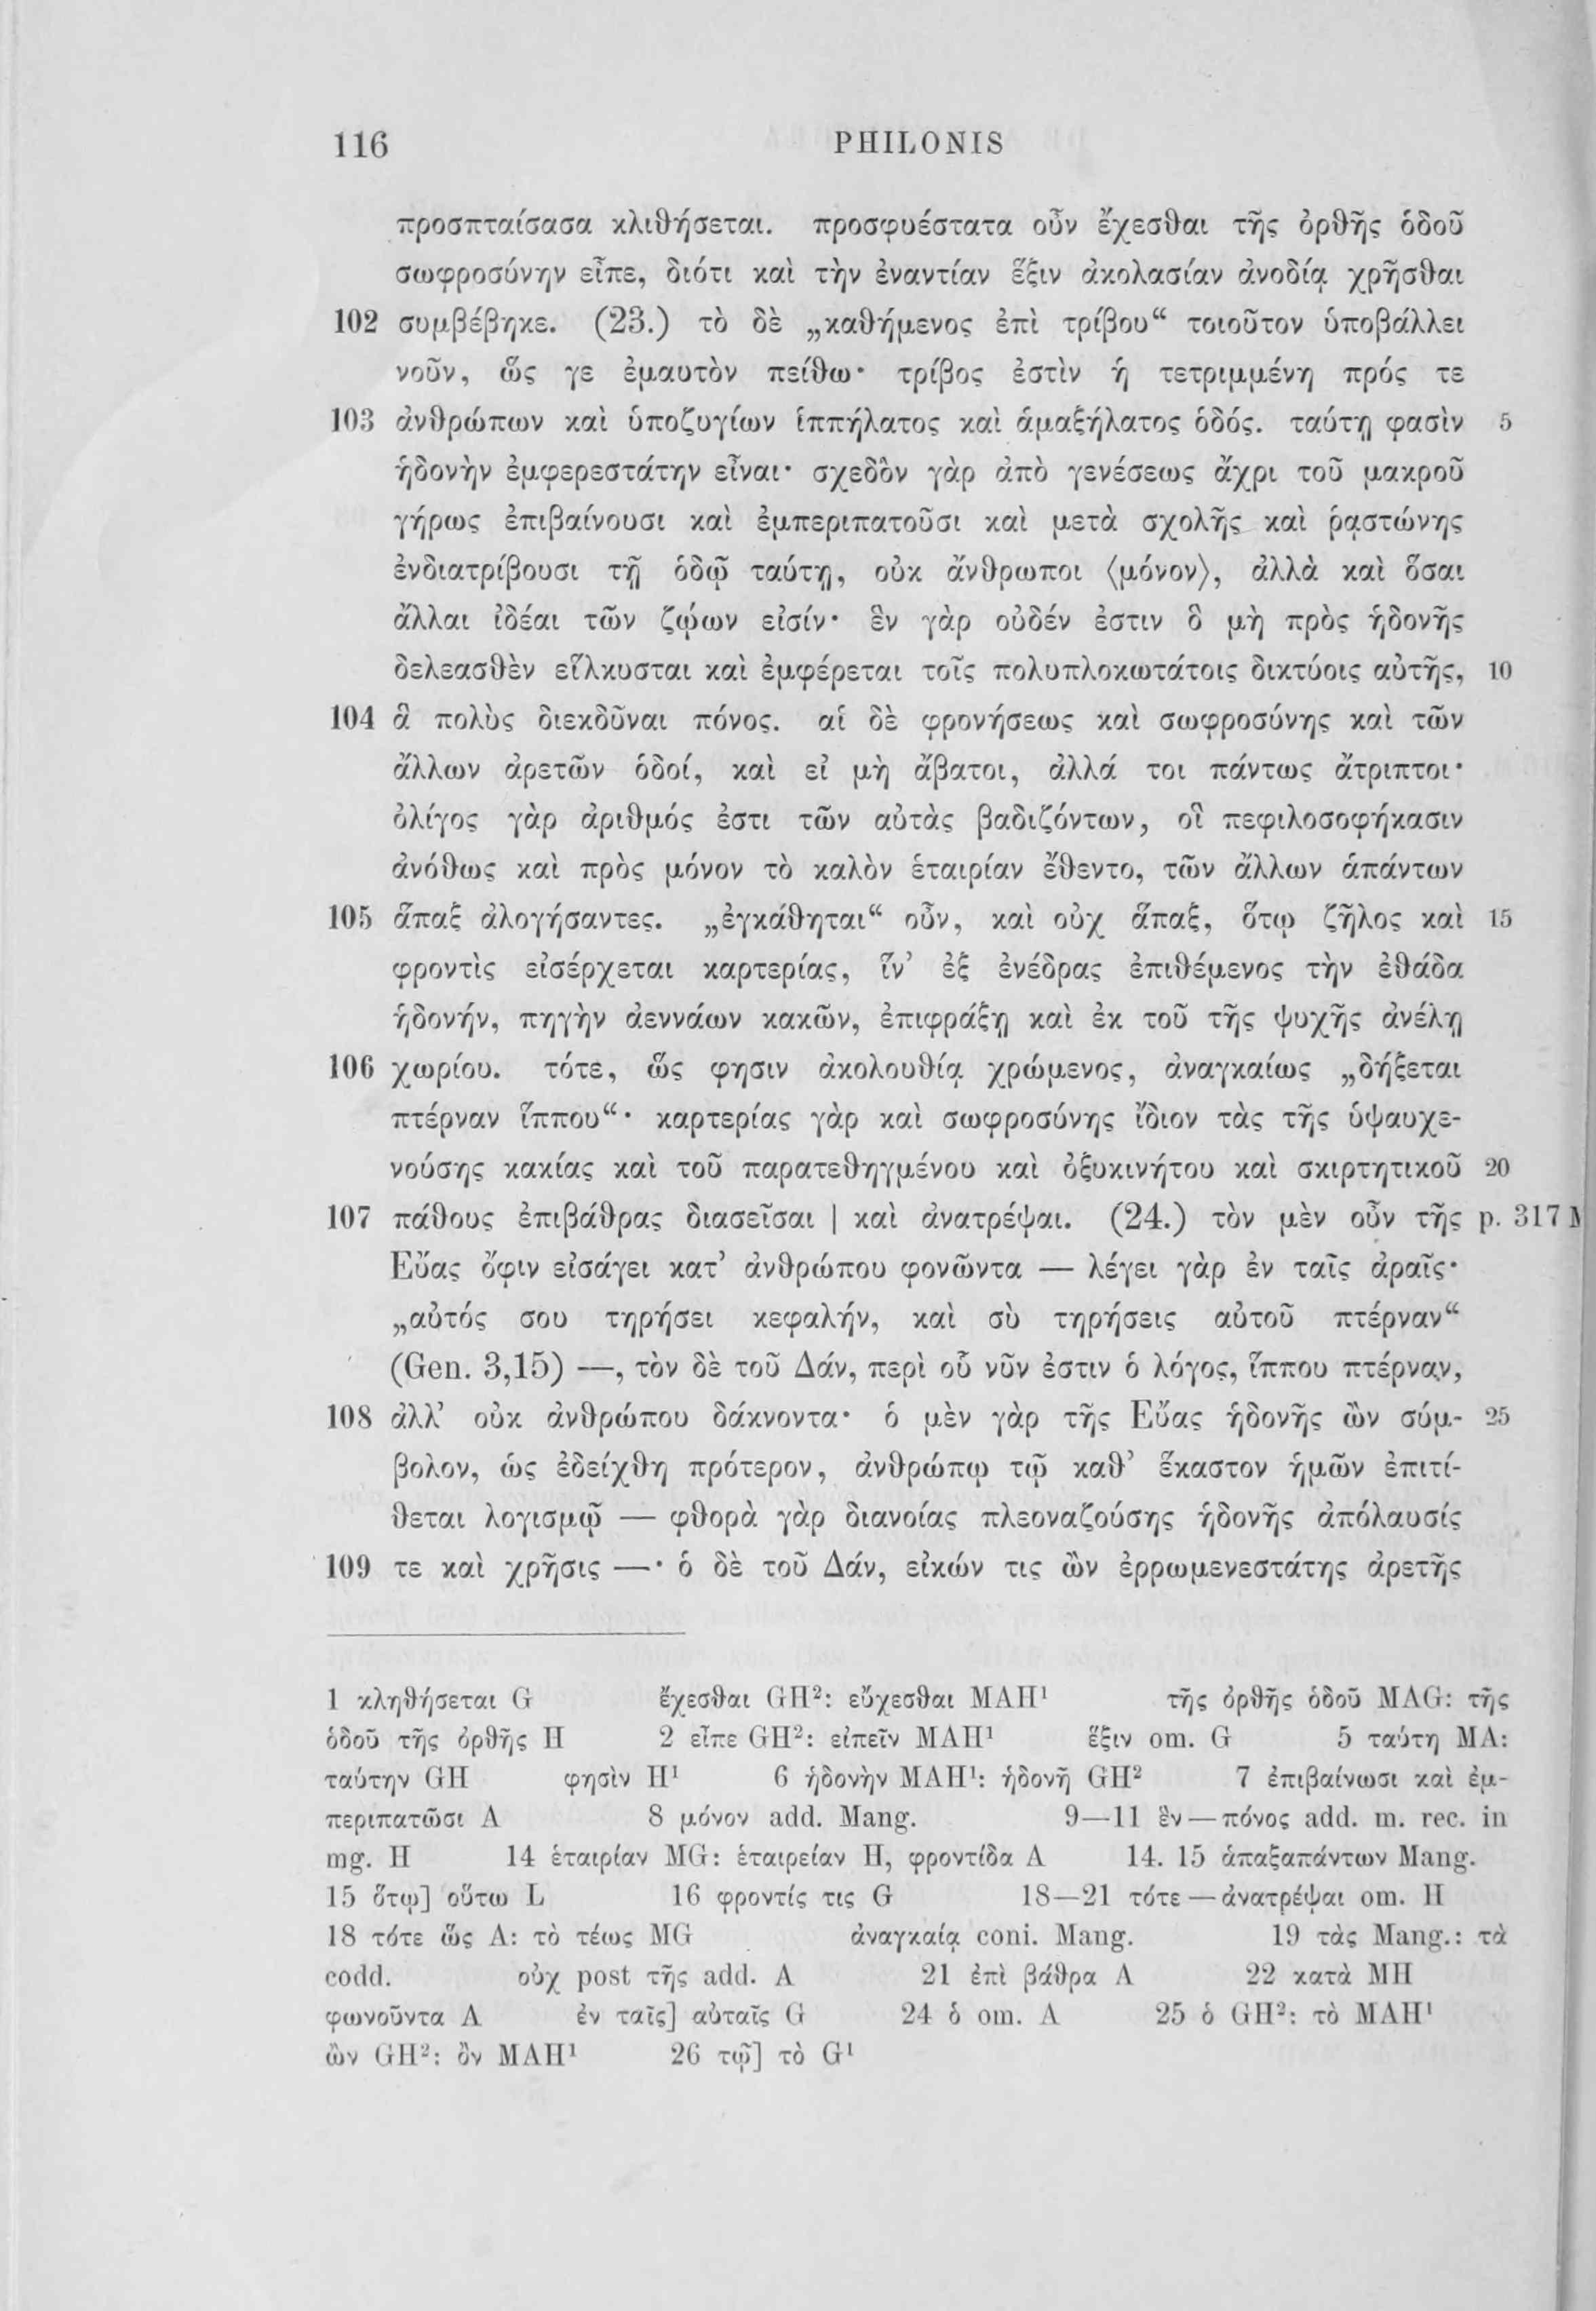 116 PHILONIS
προσπταίσασα κλιθήσεται. προσφυέστατα οὖν ἔχεσθαι τῆς ὀρθῆς ὁδοῦ
σωφροσύνην εἶπε, διότι καὶ τὴν ἐναντίαν ἕξιν ἀκολασίαν ἀνοδίᾳ χρῆσθαι
102 συμβέβηκε. (23.) τὸ δὲ „καθήμενος ἐπὶ τρίβου“ τοιοῦτον ὑποβάλλει
νοῦν, ὥς γε ἐμαυτὸν πείθω· τρίβος ἐστὶν ἡ τετριμμένη πρός τε
103 ἀνθρώπων καὶ ὑποζυγίων ἱππήλατος καὶ ἁμαξήλατος ὁδός. ταύτῃ φασὶν 5
ἡδονὴν ἐμφερεστάτην εἶναι· σχεδὸν γὰρ ἀπὸ γενέσεως ἄχρι τοῦ μακροῦ
γήρως ἐπιβαίνουσι καὶ ἐμπεριπατοῦσι καὶ μετὰ σχολῆς καὶ ῥᾳστώνης
ἐνδιατρίβουσι τῇ ὁδῷ ταύτῃ, οὐκ ἄνθρωποι ⟨μόνον⟩, ἀλλὰ καὶ ὅσαι
ἄλλαι ἰδέαι τῶν ζῴων εἰσίν· ἓν γὰρ οὐδέν ἐστιν ὃ μὴ πρὸς ἡδονῆς
δελεασθὲν εἵλκυσται καὶ ἐμφέρεται τοῖς πολυπλοκωτάτοις δικτύοις αὐτῆς, 10
104 ἃ πολὺς διεκδῦναι πόνος. αἱ δὲ φρονήσεως καὶ σωφροσύνης καὶ τῶν
ἄλλων ἀρετῶν ὁδοί, καὶ εἰ μὴ ἄβατοι, ἀλλά τοι πάντως ἄτριπτοι·
ὀλίγος γὰρ ἀριθμός ἐστι τῶν αὐτὰς βαδιζόντων, οἳ πεφιλοσοφήκασιν
ἀνόθως καὶ πρὸς μόνον τὸ καλὸν ἑταιρίαν ἔθεντο, τῶν ἄλλων ἁπάντων
105 ἅπαξ ἀλογήσαντες. „ἐγκάθηται“ οὖν, καὶ οὐχ ἅπαξ, ὅτῳ ζῆλος καὶ 15
φροντὶς εἰσέρχεται καρτερίας, ἵν’ ἐξ ἐνέδρας ἐπιθέμενος τὴν ἐθάδα
ἡδονήν, πηγὴν ἀεννάων κακῶν, ἐπιφράξῃ καὶ ἐκ τοῦ τῆς ψυχῆς ἀνέλῃ
106 χωρίου. τότε, ὥς φησιν ἀκολουθίᾳ χρώμενος, ἀναγκαίως „δήξεται
πτέρναν ἵππου“· καρτερίας γὰρ καὶ σωφροσύνης ἴδιον τὰς τῆς ὑψαυχε-
νούσης κακίας καὶ τοῦ παρατεθηγμένου καὶ ὀξυκινήτου καὶ σκιρτητικοῦ 20
107 πάθους ἐπιβάθρας διασεῖσαι | καὶ ἀνατρέψαι. (24.) τὸν μὲν οὖν τῆς p. 317 M
Εὔας ὄφιν εἰσάγει κατ’ ἀνθρώπου φονῶντα — λέγει γὰρ ἐν ταῖς ἀραῖς·
„αὐτός σου τηρήσει κεφαλήν, καὶ σὺ τηρήσεις αὐτοῦ πτέρναν“
(Gen. 3,15) —, τὸν δὲ τοῦ Δάν, περὶ οὗ νῦν ἐστιν ὁ λόγος, ἵππου πτέρναν,
108 ἀλλ’ οὐκ ἀνθρώπου δάκνοντα· ὁ μὲν γὰρ τῆς Εὔας ἡδονῆς ὢν σύμ- 25
βολον, ὡς ἐδείχθη πρότερον, ἀνθρώπῳ τῷ καθ’ ἕκαστον ἡμῶν ἐπιτί-
θεται λογισμῷ — φθορὰ γὰρ διανοίας πλεοναζούσης ἡδονῆς ἀπόλαυσίς
109 τε καὶ χρῆσις —· ὁ δὲ τοῦ Δάν, εἰκών τις ὢν ἐρρωμενεστάτης ἀρετῆς
1 κληθήσεται G ἔχεσθαι GH²: εὔχεσθαι MAH¹ τῆς ὀρθῆς ὁδοῦ MAG: τῆς
ὁδοῦ τῆς ὀρθῆς H 2 εἶπε GH²: εἰπεῖν MAH¹ ἕξιν om. G 5 ταύτη MA:
ταύτην GH φησὶν H¹ 6 ἡδονὴν MAH¹: ἡδονῇ GH² 7 ἐπιβαίνωσι καὶ ἐμ-
περιπατῶσι A 8 μόνον add. Mang. 9—11 ἓν — πόνος add. m. rec. in
mg. H 14 ἑταιρίαν MG: ἑταιρείαν H, φροντίδα A 14. 15 ἁπαξαπάντων Mang.
15 ὅτῳ] οὕτω L 16 φροντίς τις G 18—21 τότε — ἀνατρέψαι om. H
18 τότε ὥς A: τὸ τέως MG ἀναγκαίᾳ coni. Mang. 19 τὰς Mang.: τὰ
codd. οὐχ post τῆς add. A 21 ἐπὶ βάθρα A 22 κατὰ MH
φωνοῦντα A ἐν ταῖς] αὐταῖς G 24 ὁ om. A 25 ὁ GH²: τὸ MAH¹
ὢν GH²: ὂν MAH¹ 26 τῷ] τὸ G¹